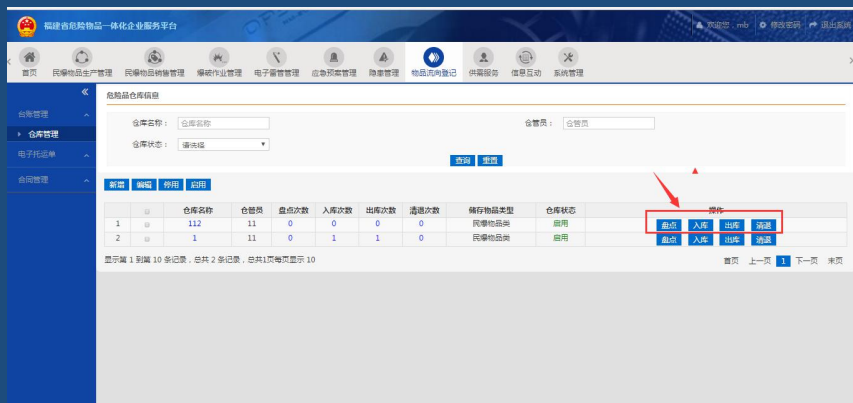 福建省危险物品一体化企业服务平台
欢迎您：mb 修改密码 退出系统
首页 民爆物品生产管理 民爆物品销售管理 爆破作业管理 电子雷管管理 应急预案管理 隐患管理 物品流向登记 供需服务 信息互动 系统管理
危险品仓库信息
台账管理
仓库管理
电子托运单
合同管理
仓库名称： 仓库名称 仓管员： 仓管员
仓库状态： 请选择
查询 重置
新增 编辑 停用 启用
仓库名称 仓管员 盘点次数 入库次数 出库次数 清退次数 储存物品类型 仓库状态 操作
1 112 11 0 0 0 0 民爆物品类 启用 盘点 入库 出库 清退
2 1 11 0 1 1 0 民爆物品类 启用 盘点 入库 出库 清退
显示第 1 到第 10 条记录，总共 2 条记录，总共1页每页显示 10
首页 上一页 1 下一页 末页